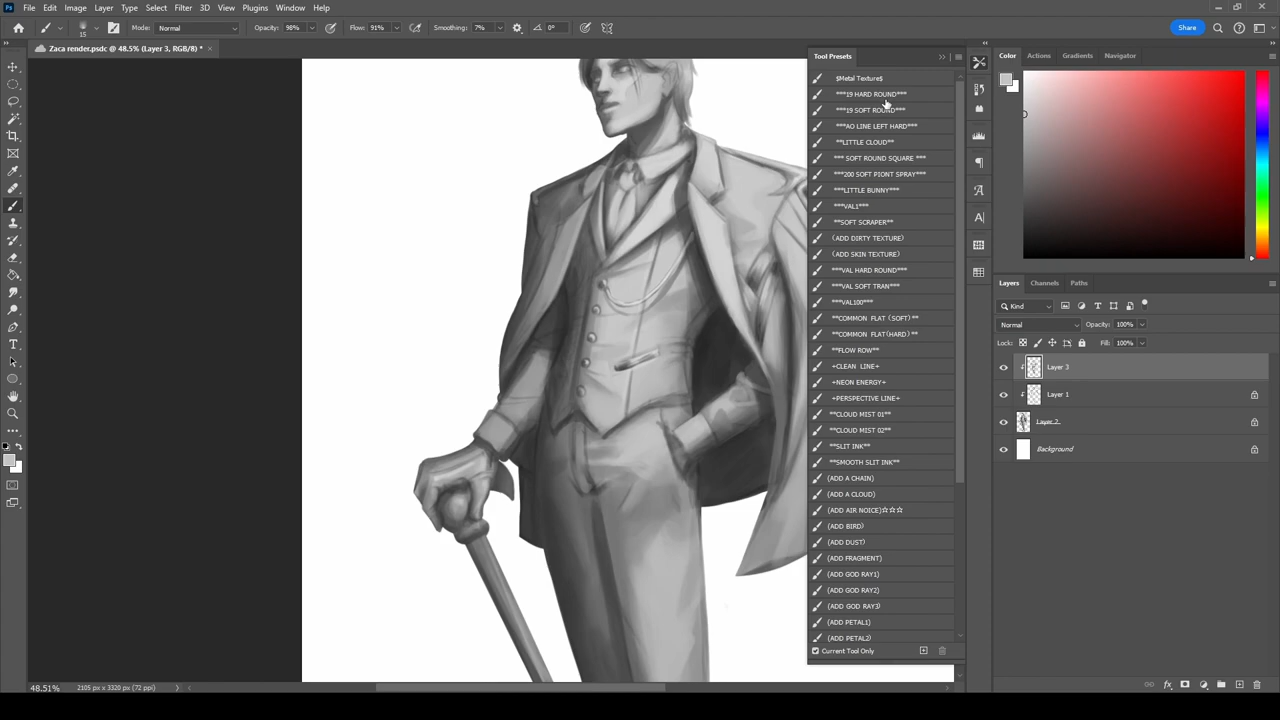 Ps File Edit Image Layer Type Select Filter 3D View Plugins Window Help
15 Mode: Normal Opacity: 98% Flow: 91% Smoothing: 7% 0° Share
Zaca render.psdc @ 48.5% (Layer 3, RGB/8) *
Tool Presets
$Metal Texture$
***19 HARD ROUND***
***19 SOFT ROUND***
***AO LINE LEFT HARD***
**LITTLE CLOUD**
*** SOFT ROUND SQUARE ***
***200 SOFT PIONT SPRAY***
***LITTLE BUNNY***
***VAL1***
**SOFT SCRAPER**
(ADD DIRTY TEXTURE)
(ADD SKIN TEXTURE)
***VAL HARD ROUND***
***VAL SOFT TRAN***
***VAL100***
**COMMON FLAT (SOFT)**
**COMMON FLAT(HARD)**
**FLOW ROW**
+CLEAN LINE+
+NEON ENERGY+
+PERSPECTIVE LINE+
**CLOUD MIST 01**
**CLOUD MIST 02**
**SLIT INK**
**SMOOTH SLIT INK**
(ADD A CHAIN)
(ADD A CLOUD)
(ADD AIR NOICE)☆☆☆
(ADD BIRD)
(ADD DUST)
(ADD FRAGMENT)
(ADD GOD RAY1)
(ADD GOD RAY2)
(ADD GOD RAY3)
(ADD PETAL1)
(ADD PETAL2)
Current Tool Only
Color Actions Gradients Navigator
Layers Channels Paths
Kind
Normal Opacity: 100%
Lock: Fill: 100%
Layer 3
Layer 1
Layer 2
Background
48.51% 2105 px x 3320 px (72 ppi)